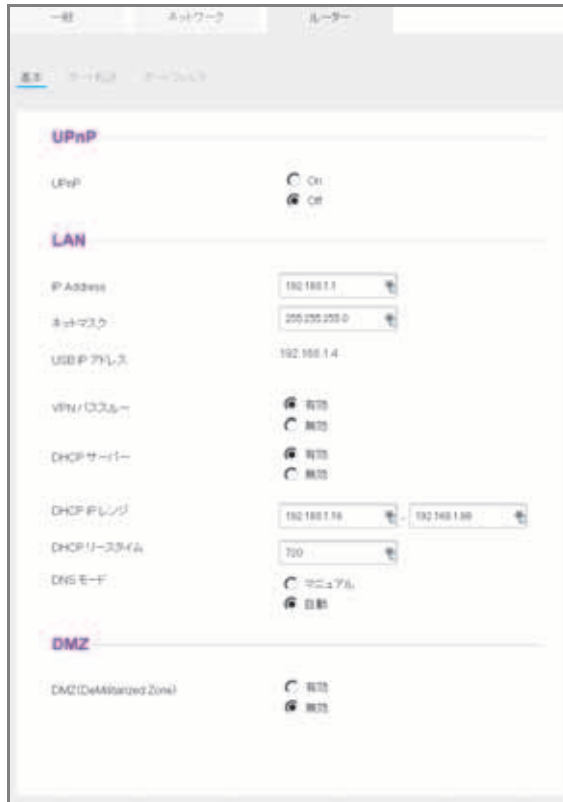 一般 ネットワーク ルーター
基本
UPnP
UPnP
On
Off
LAN
IP Address 192.168.1.1
ネットマスク 255.255.255.0
USB IP アドレス 192.168.1.4
VPN パススルー
有効
無効
DHCP サーバー
有効
無効
DHCP IP レンジ 192.168.1.16 - 192.168.1.99
DHCP リースタイム 720
DNS モード
マニュアル
自動
DMZ
DMZ(DeMilitarized Zone)
有効
無効